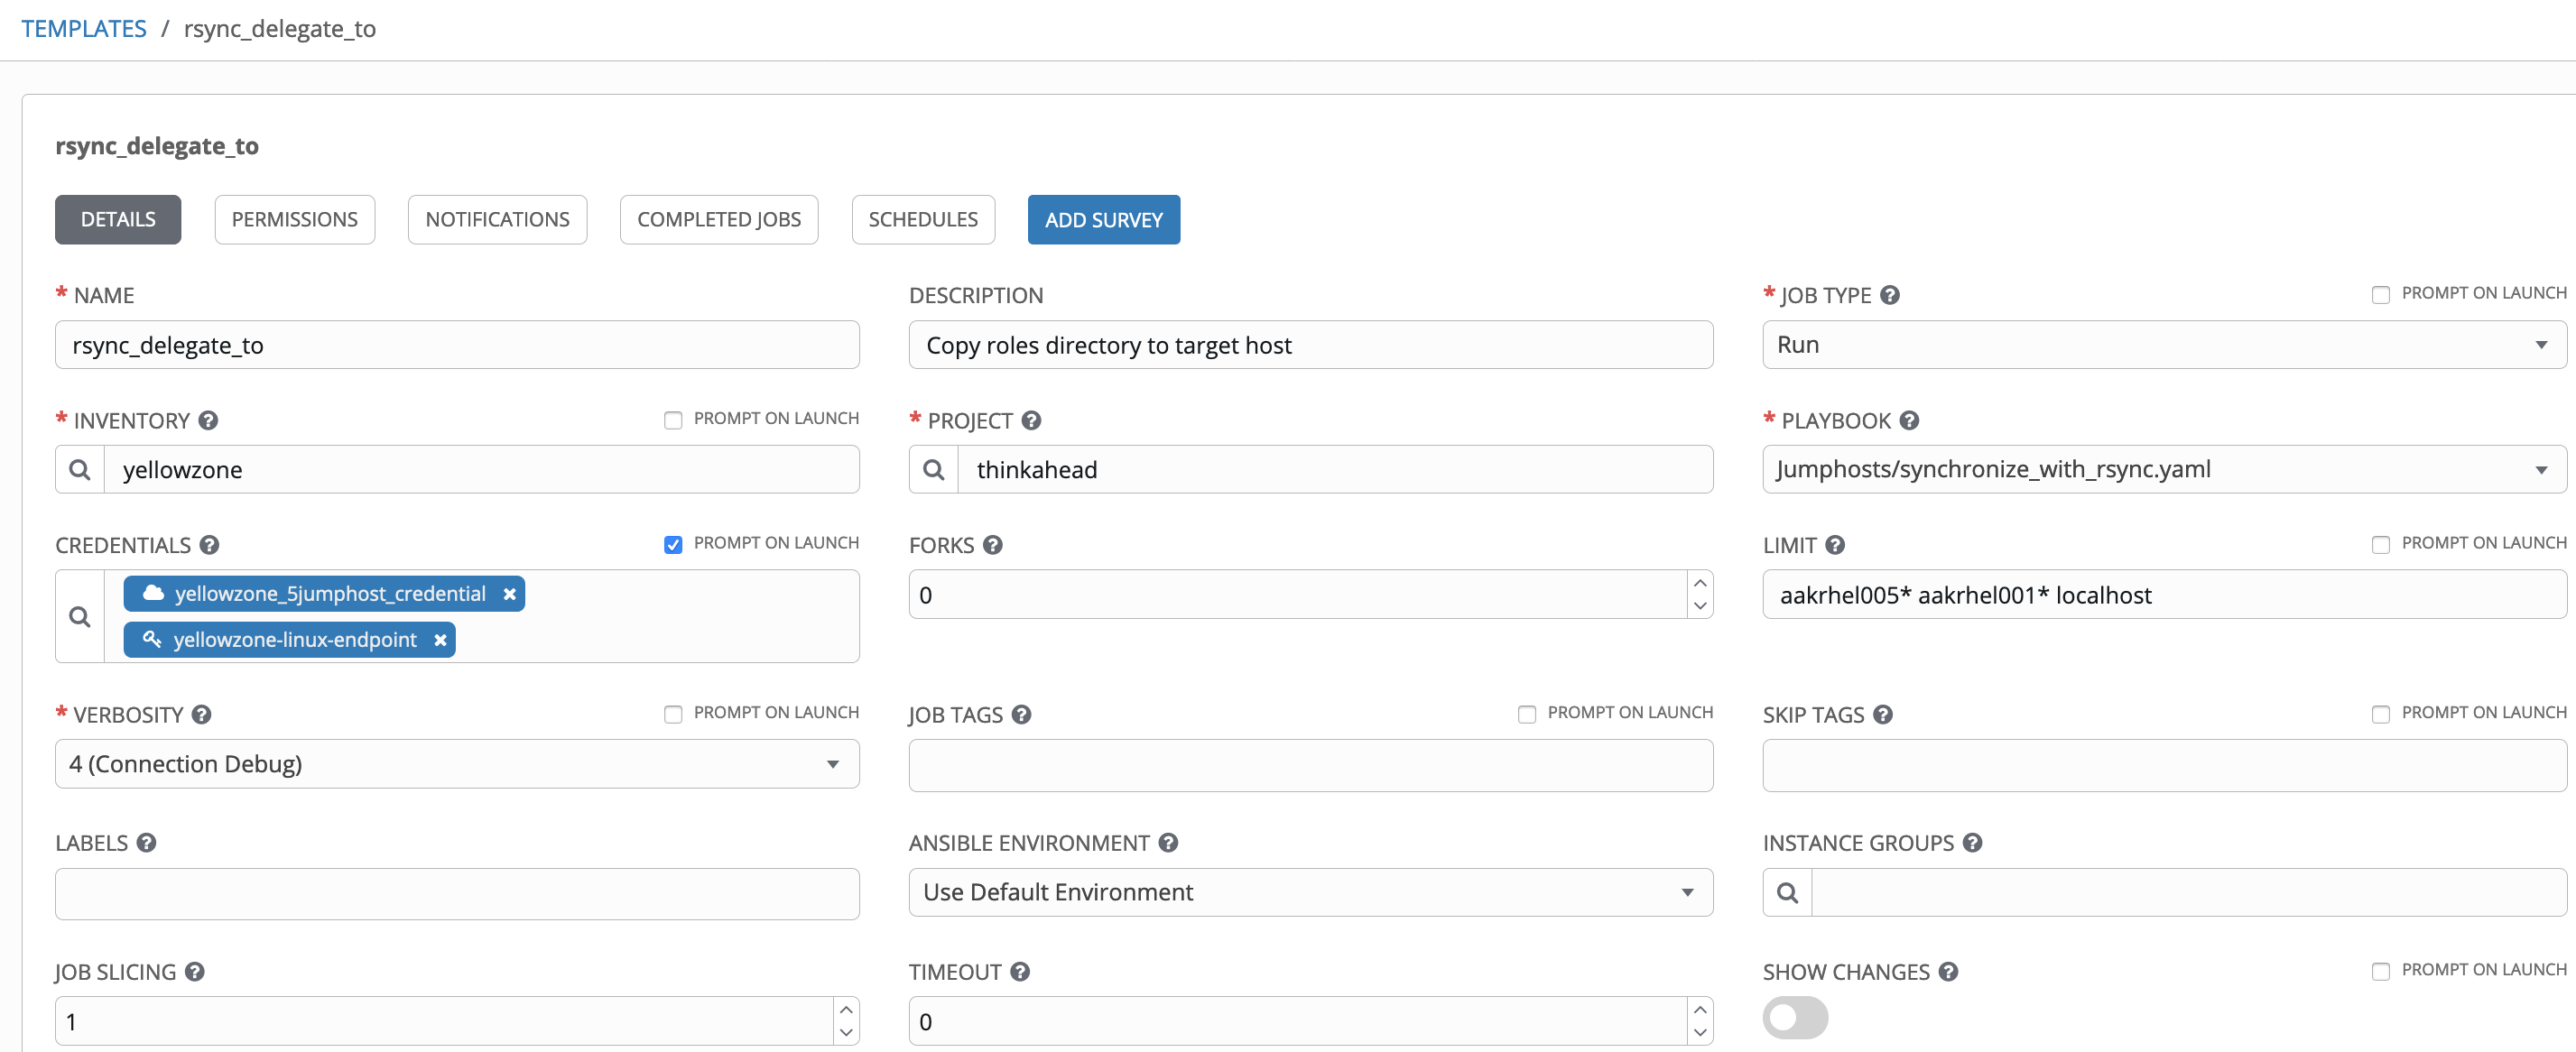 TEMPLATES / rsync_delegate_to
rsync_delegate_to
DETAILS PERMISSIONS NOTIFICATIONS COMPLETED JOBS SCHEDULES ADD SURVEY
* NAME DESCRIPTION * JOB TYPE PROMPT ON LAUNCH
rsync_delegate_to Copy roles directory to target host Run
* INVENTORY PROMPT ON LAUNCH * PROJECT * PLAYBOOK
yellowzone thinkahead Jumphosts/synchronize_with_rsync.yaml
CREDENTIALS PROMPT ON LAUNCH FORKS LIMIT PROMPT ON LAUNCH
yellowzone_5jumphost_credential 0 aakrhel005* aakrhel001* localhost
yellowzone-linux-endpoint
* VERBOSITY PROMPT ON LAUNCH JOB TAGS PROMPT ON LAUNCH SKIP TAGS PROMPT ON LAUNCH
4 (Connection Debug)
LABELS ANSIBLE ENVIRONMENT INSTANCE GROUPS
Use Default Environment
JOB SLICING TIMEOUT SHOW CHANGES PROMPT ON LAUNCH
1 0